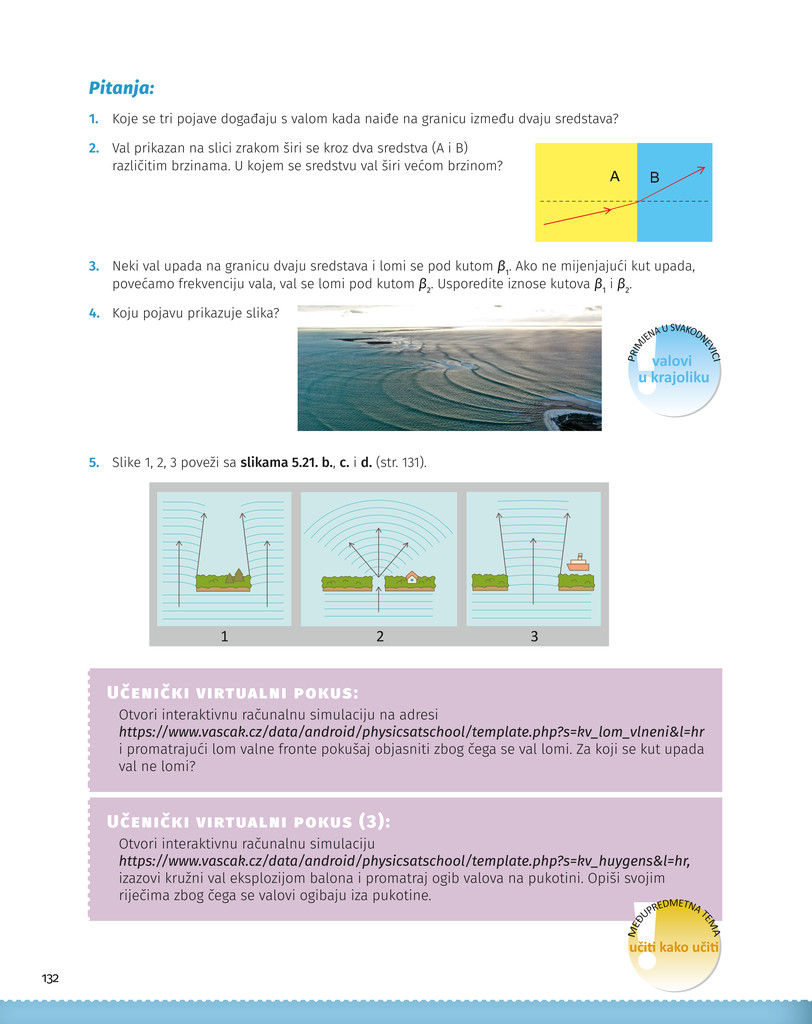 Pitanja:
1. Koje se tri pojave događaju s valom kada naiđe na granicu između dvaju sredstava?
2. Val prikazan na slici zrakom širi se kroz dva sredstva (A i B)
različitim brzinama. U kojem se sredstvu val širi većom brzinom?
A
B
3. Neki val upada na granicu dvaju sredstava i lomi se pod kutom β₁. Ako ne mijenjajući kut upada,
povećamo frekvenciju vala, val se lomi pod kutom β₂. Usporedite iznose kutova β₁ i β₂.
4. Koju pojavu prikazuje slika?
PRIMJENA U SVAKODNEVICI
valovi
u krajoliku
5. Slike 1, 2, 3 poveži sa slikama 5.21. b., c. i d. (str. 131).
1
2
3
UČENIČKI VIRTUALNI POKUS:
Otvori interaktivnu računalnu simulaciju na adresi
https://www.vascak.cz/data/android/physicsatschool/template.php?s=kv_lom_vlneni&l=hr
i promatrajući lom valne fronte pokušaj objasniti zbog čega se val lomi. Za koji se kut upada
val ne lomi?
UČENIČKI VIRTUALNI POKUS (3):
Otvori interaktivnu računalnu simulaciju
https://www.vascak.cz/data/android/physicsatschool/template.php?s=kv_huygens&l=hr,
izazovi kružni val eksplozijom balona i promatraj ogib valova na pukotini. Opiši svojim
riječima zbog čega se valovi ogibaju iza pukotine.
MEĐUPREDMETNA TEMA
učiti kako učiti
132